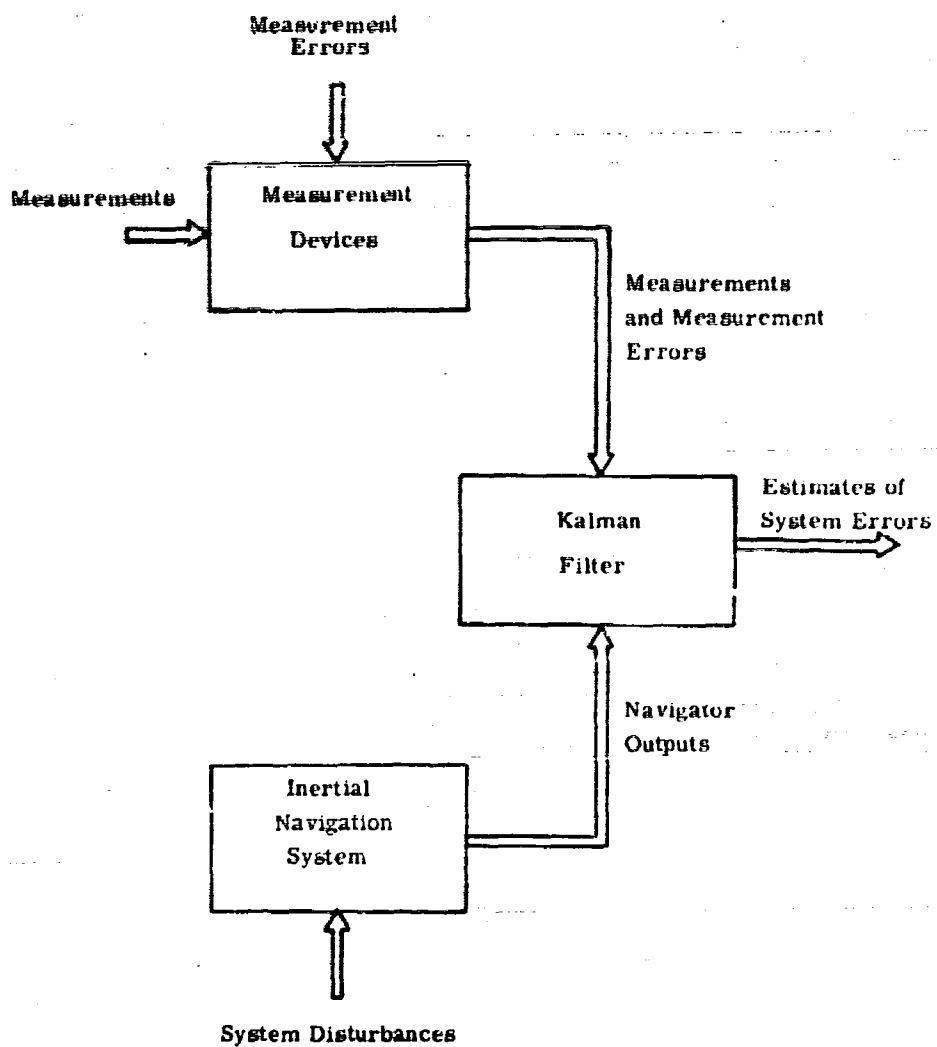 Measurement
Errors
Measurements
Measurement
Devices
Measurements
and Measurement
Errors
Kalman
Filter
Estimates of
System Errors
Navigator
Outputs
Inertial
Navigation
System
System Disturbances